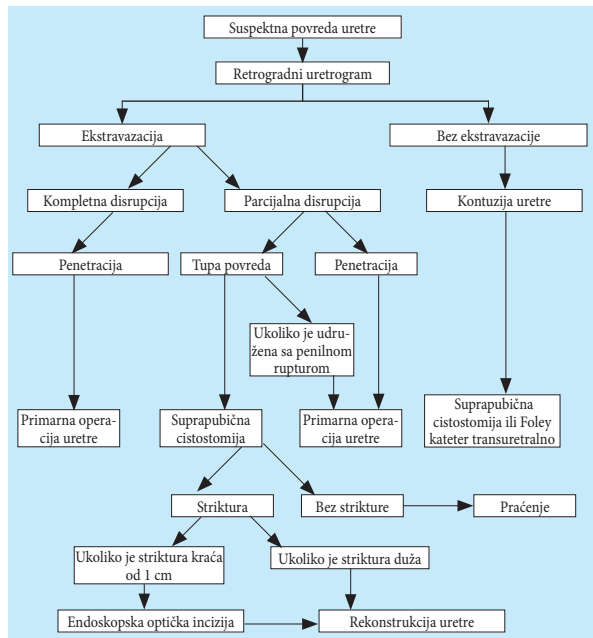 Suspektna povreda uretre
Retrogradni uretrogram
Ekstravazacija
Bez ekstravazacije
Kompletna disrupcija
Parcijalna disrupcija
Kontuzija uretre
Penetracija
Tupa povreda
Penetracija
Ukoliko je udru-
žena sa penilnom
rupturom
Primarna opera-
cija uretre
Suprapubična
cistostomija
Primarna opera-
cija uretre
Suprapubična
cistostomija ili Foley
kateter transuretralno
Striktura
Bez strikture
Praćenje
Ukoliko je striktura kraća
od 1 cm
Ukoliko je striktura duža
Endoskopska optička incizija
Rekonstrukcija uretre